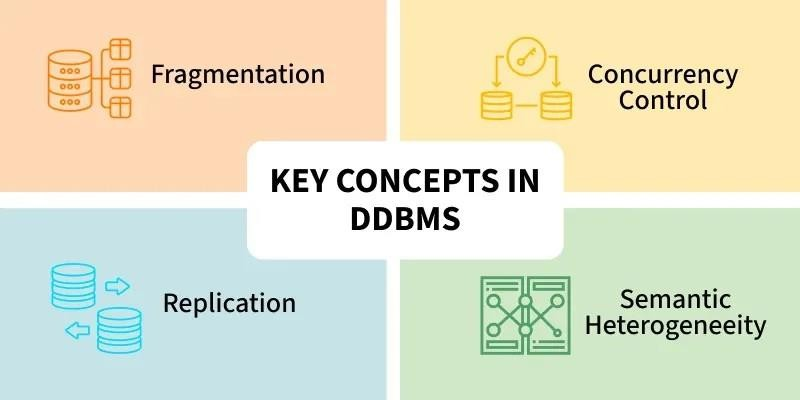 Fragmentation
Concurrency
Control
KEY CONCEPTS IN
DDBMS
Replication
Semantic
Heterogeneeity